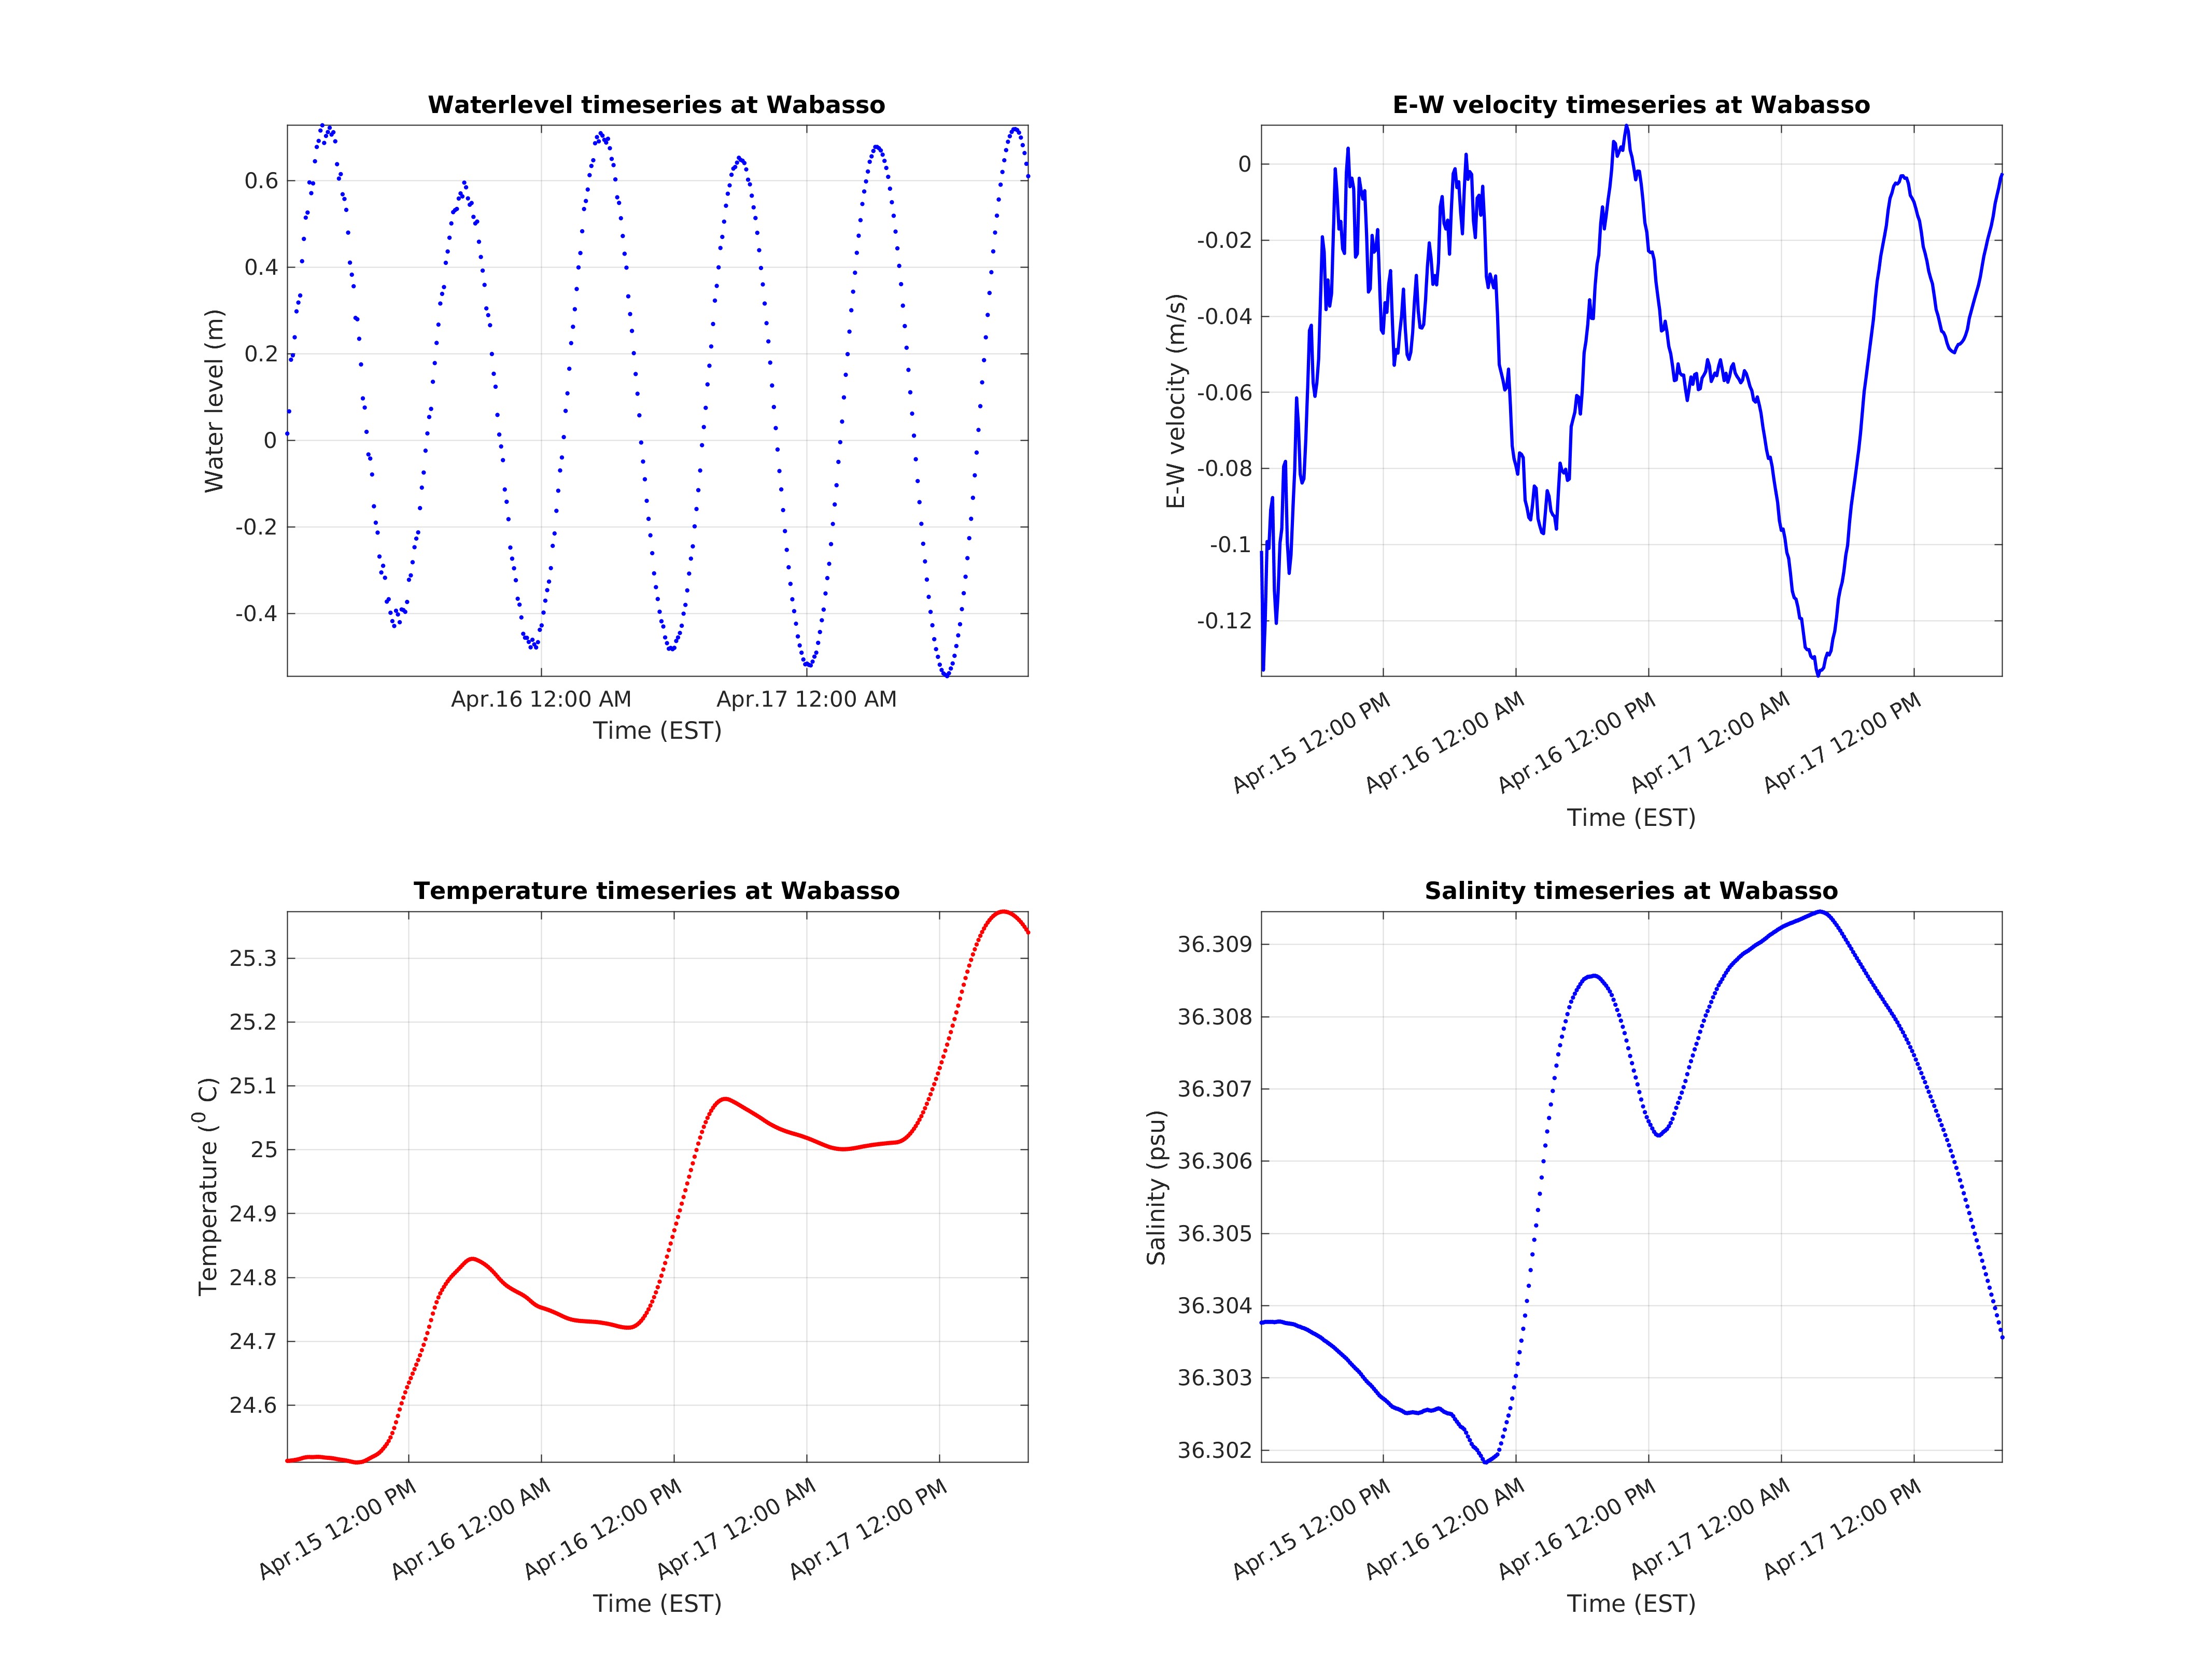 Waterlevel timeseries at Wabasso
0.6
0.4
0.2
0
-0.2
-0.4
Water level (m)
Apr.16 12:00 AM
Apr.17 12:00 AM
Time (EST)
E-W velocity timeseries at Wabasso
0
-0.02
-0.04
-0.06
-0.08
-0.1
-0.12
E-W velocity (m/s)
Apr.15 12:00 PM
Apr.16 12:00 AM
Apr.16 12:00 PM
Apr.17 12:00 AM
Apr.17 12:00 PM
Time (EST)
Temperature timeseries at Wabasso
25.3
25.2
25.1
25
24.9
24.8
24.7
24.6
Temperature (⁰ C)
Apr.15 12:00 PM
Apr.16 12:00 AM
Apr.16 12:00 PM
Apr.17 12:00 AM
Apr.17 12:00 PM
Time (EST)
Salinity timeseries at Wabasso
36.309
36.308
36.307
36.306
36.305
36.304
36.303
36.302
Salinity (psu)
Apr.15 12:00 PM
Apr.16 12:00 AM
Apr.16 12:00 PM
Apr.17 12:00 AM
Apr.17 12:00 PM
Time (EST)